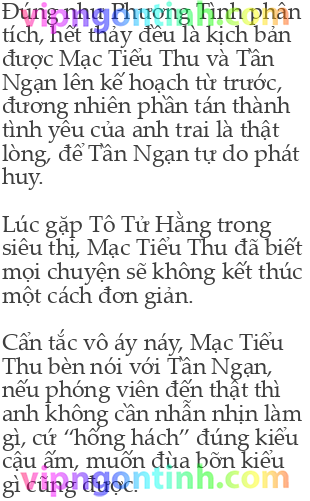 vipngontinh.com
Đúng như Phương Tình phân
tích, hết thảy đều là kịch bản
được Mạc Tiểu Thu và Tần
Ngạn lên kế hoạch từ trước,
đương nhiên phần tán thành
tình yêu của anh trai là thật
lòng, để Tần Ngạn tự do phát
huy.
Lúc gặp Tô Tử Hằng trong
siêu thị, Mạc Tiểu Thu đã biết
mọi chuyện sẽ không kết thúc
một cách đơn giản.
Cẩn tắc vô áy náy, Mạc Tiểu
Thu bèn nói với Tần Ngạn,
nếu phóng viên đến thật thì
anh không cần nhẫn nhịn làm
gì, cứ “hống hách” đúng kiểu
cậu ấm, muốn đùa bỡn kiểu
gì cũng được.
vipngontinh.com